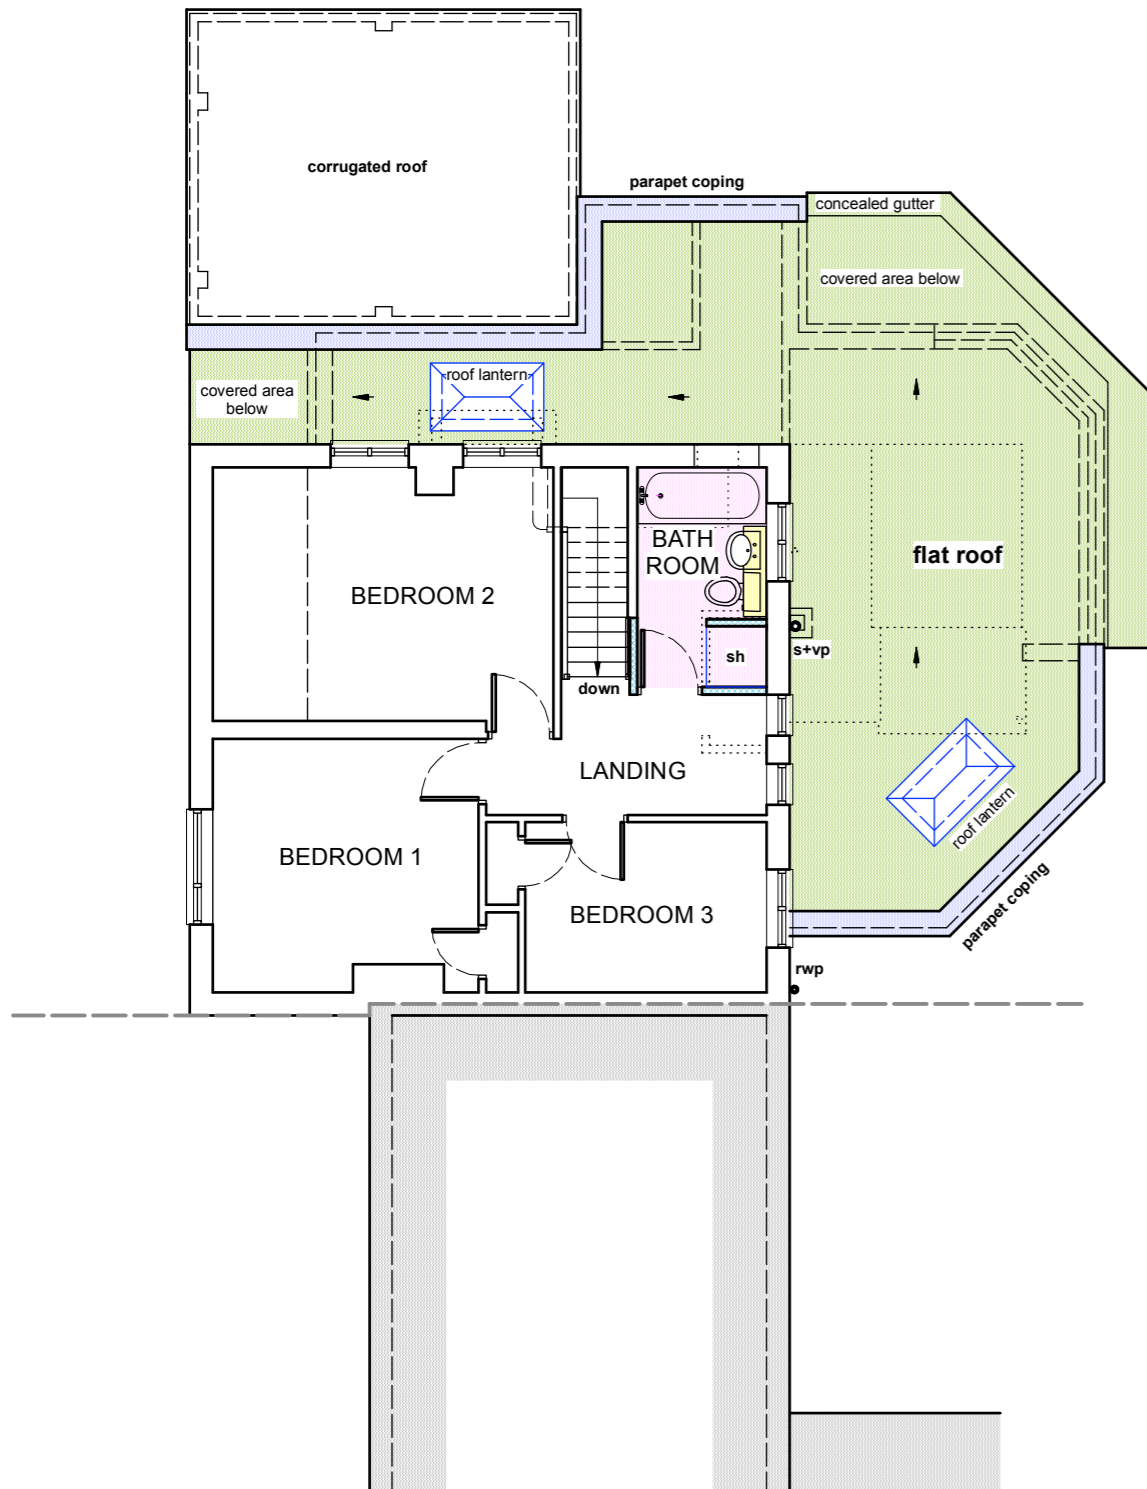 corrugated roof
parapet coping
concealed gutter
covered area below
roof lantern
covered area
below
BATH
ROOM
flat roof
BEDROOM 2
s+vp
sh
down
LANDING
roof lantern
BEDROOM 1
BEDROOM 3
parapet coping
rwp